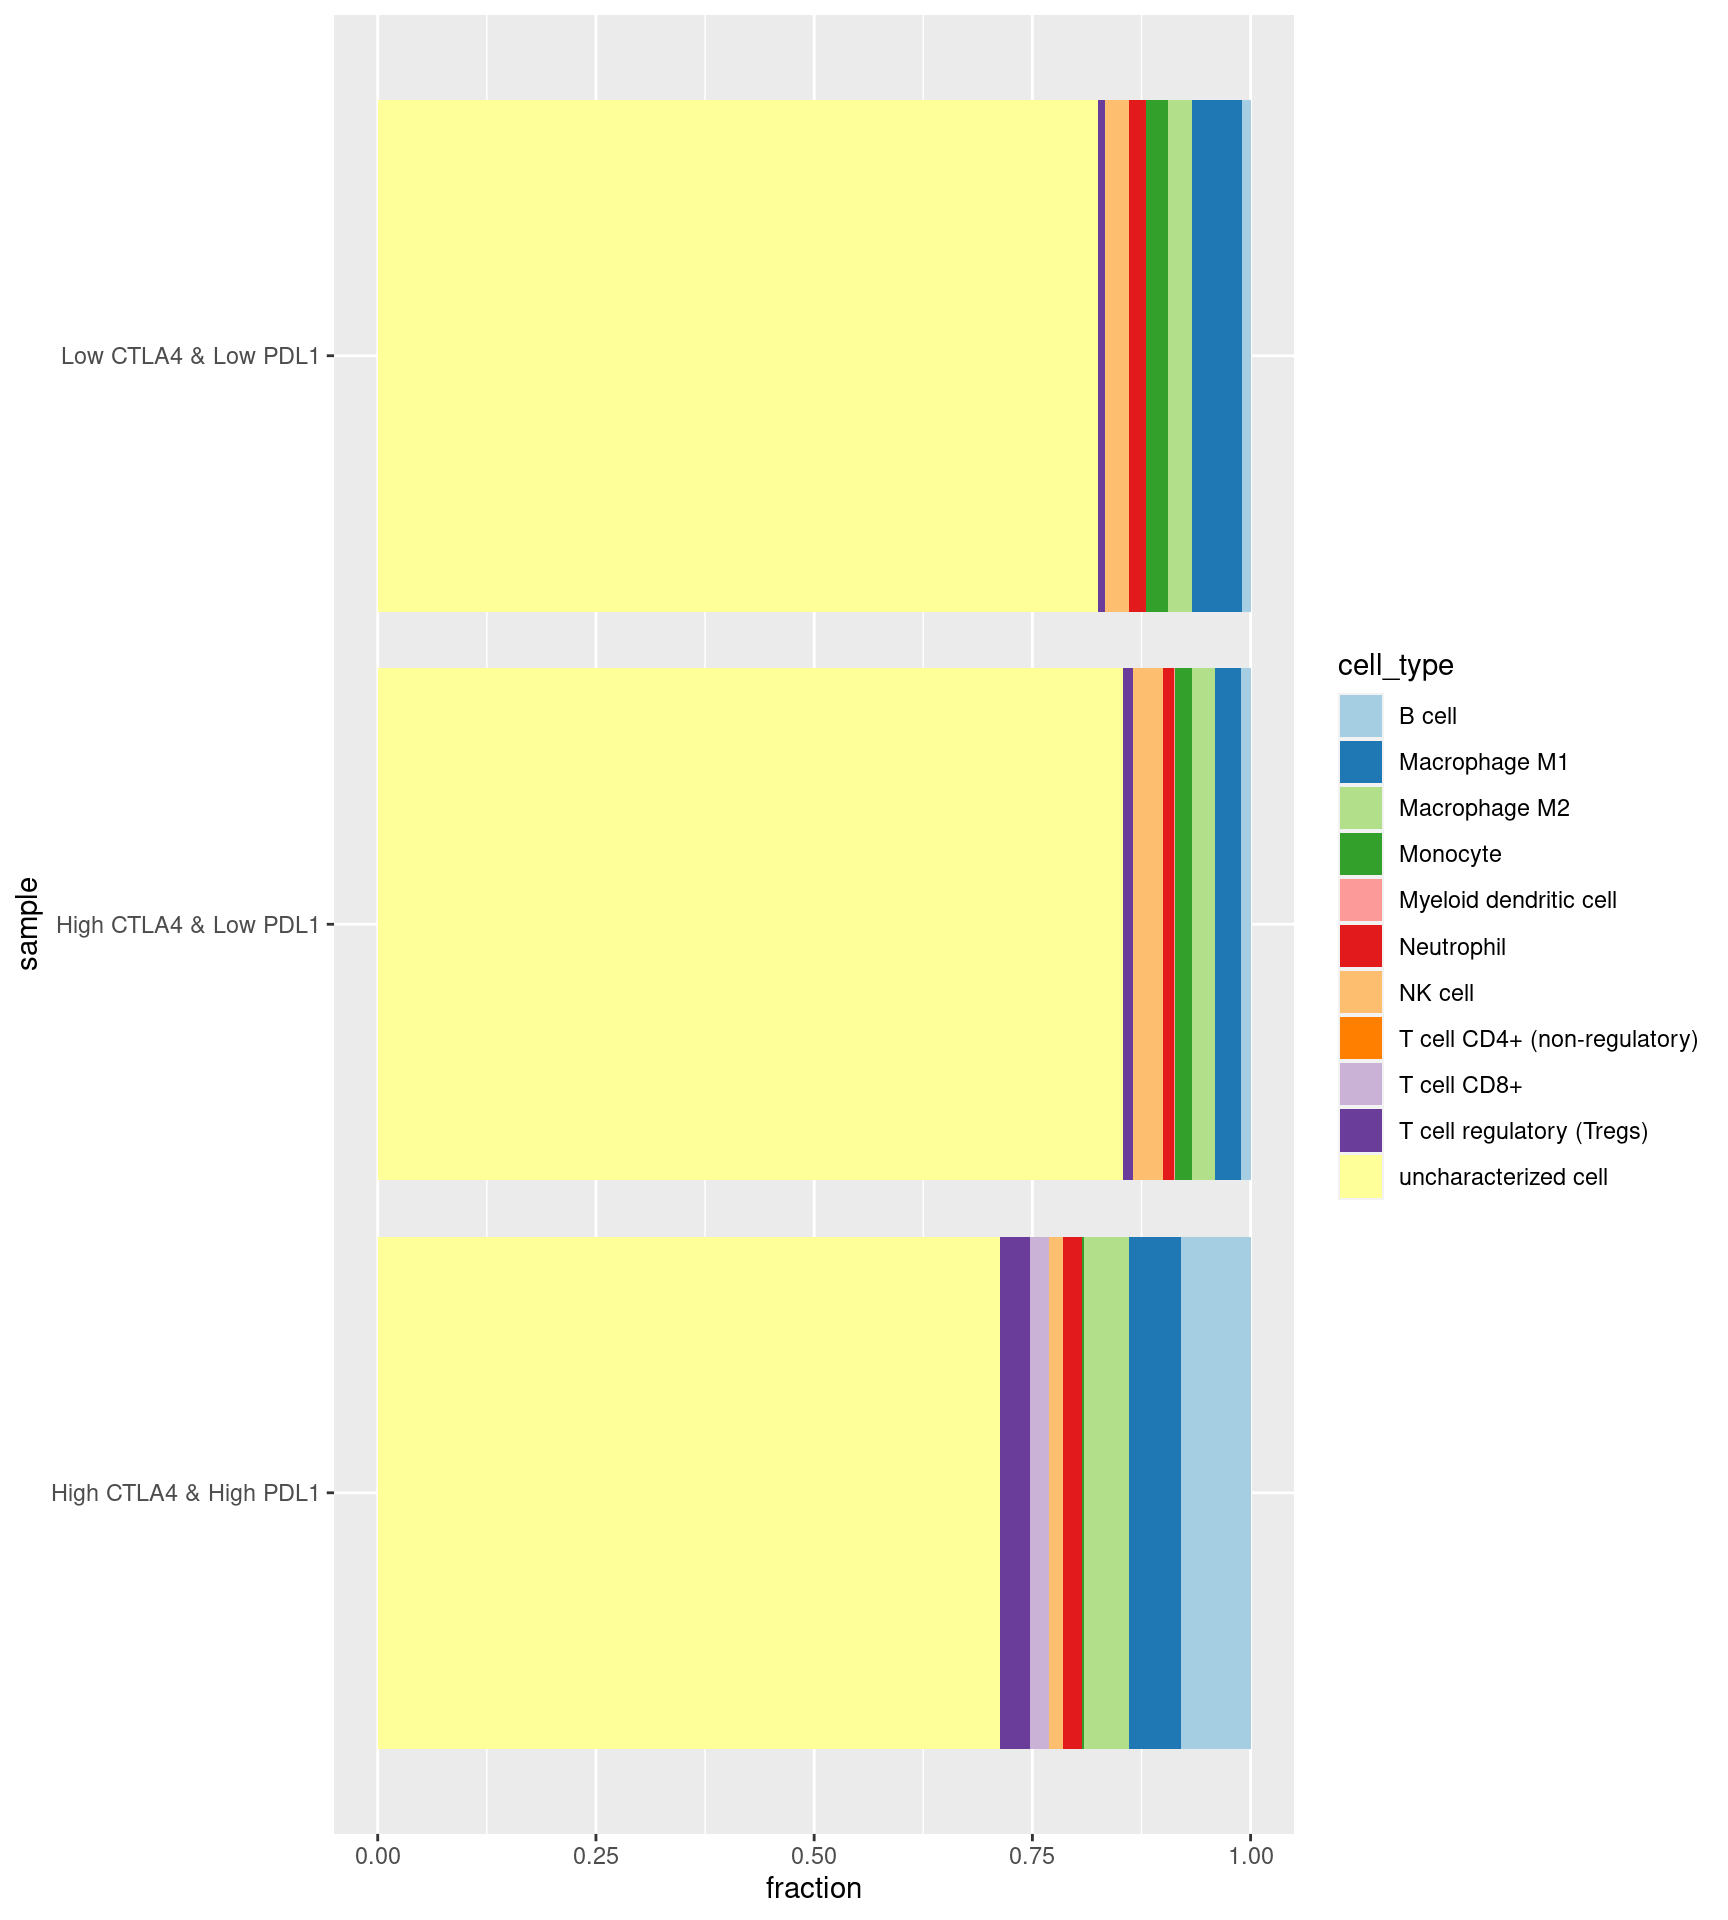 sample
Low CTLA4 & Low PDL1
High CTLA4 & Low PDL1
High CTLA4 & High PDL1
0.00
0.25
0.50
0.75
1.00
fraction
cell_type
B cell
Macrophage M1
Macrophage M2
Monocyte
Myeloid dendritic cell
Neutrophil
NK cell
T cell CD4+ (non-regulatory)
T cell CD8+
T cell regulatory (Tregs)
uncharacterized cell